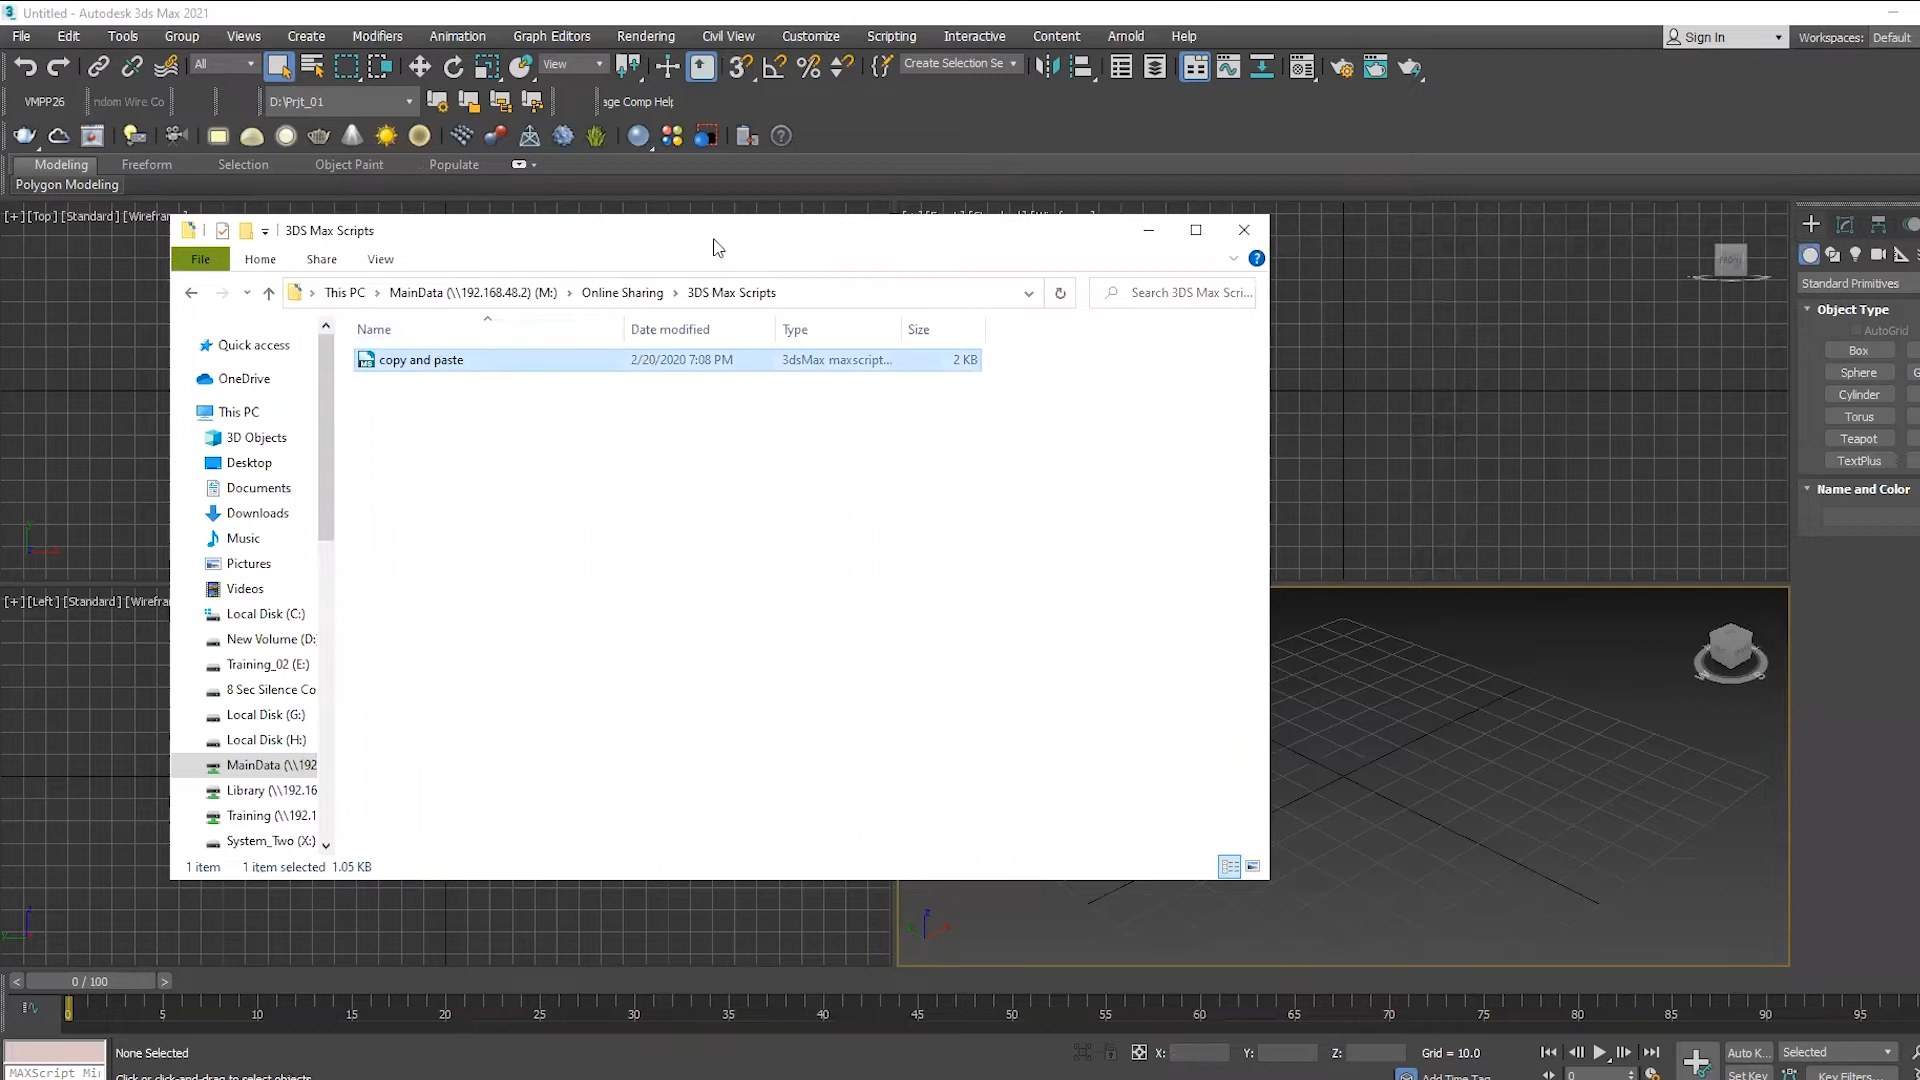 Untitled - Autodesk 3ds Max 2021
File Edit Tools Group Views Create Modifiers Animation Graph Editors Rendering Civil View Customize Scripting Interactive Content Arnold Help
Sign In Workspaces: Default
All View Create Selection Se
VMPP26 ndom Wire Co D:\Prjt_01 age Comp Help
Modeling Freeform Selection Object Paint Populate
Polygon Modeling
[+][Top][Standard][Wirefram
3DS Max Scripts
File Home Share View
This PC > MainData (\\192.168.48.2) (M:) > Online Sharing > 3DS Max Scripts
Search 3DS Max Scri...
Name Date modified Type Size
copy and paste 2/20/2020 7:08 PM 3dsMax maxscript... 2 KB
Quick access
OneDrive
This PC
3D Objects
Desktop
Documents
Downloads
Music
Pictures
Videos
Local Disk (C:)
New Volume (D:
Training_02 (E:)
8 Sec Silence Co
Local Disk (G:)
Local Disk (H:)
MainData (\\192
Library (\\192.16
Training (\\192.1
System_Two (X:)
1 item 1 item selected 1.05 KB
Standard Primitives
Object Type
AutoGrid
Box
Sphere G
Cylinder
Torus
Teapot
TextPlus
Name and Color
[+][Left][Standard][Wirefra
< 0 / 100 >
0 5 10 15 20 25 30 35 40 45 50 55 60 65 70 75 80 85 90 95
None Selected X: Y: Z: Grid = 10.0 Auto K... Selected
MAXScript Mi Click or click-and-drag to select objects Add Time Tag 0 Set Key Key Filters...